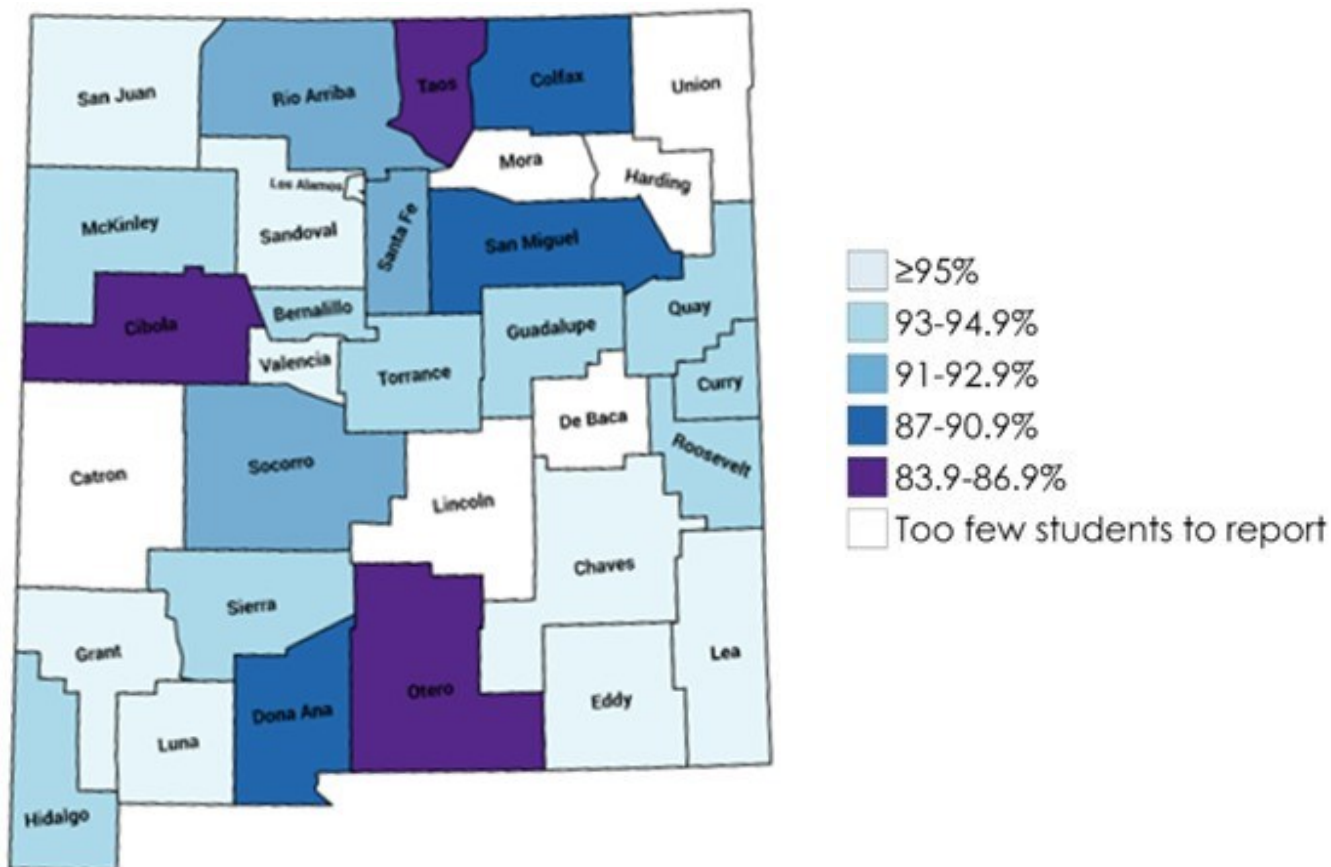 San Juan
Rio Arriba
Taos
Colfax
Union
Mora
Harding
Los Alamos
McKinley
Sandoval
Santa Fe
San Miguel
Cibola
Bernalillo
Valencia
Torrance
Guadalupe
Quay
Curry
De Baca
Roosevelt
Catron
Socorro
Lincoln
Chaves
Sierra
Grant
Otero
Lea
Eddy
Dona Ana
Luna
Hidalgo
≥95%
93-94.9%
91-92.9%
87-90.9%
83.9-86.9%
Too few students to report